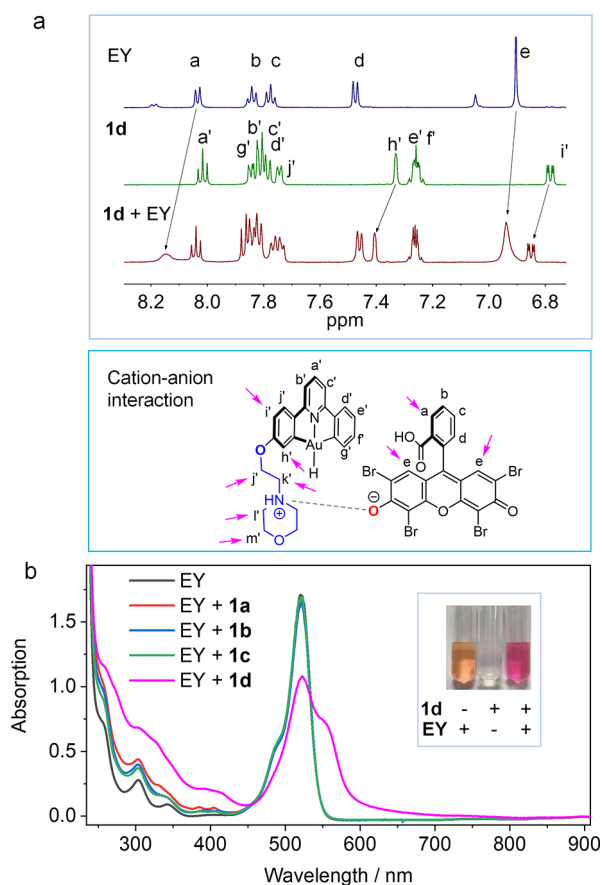 a
EY
a
b
c
d
e
1d
a'
g'
b'
c'
d'
j'
h'
e'
f'
i'
1d + EY
8.2
8.0
7.8
7.6
7.4
7.2
7.0
6.8
ppm
Cation-anion
interaction
a'
b'
c'
j'
i'
N
d'
e'
f'
Au
g'
h'
H
O
j'
k'
HN
⊕
l'
m'
O
b
a
c
d
HO
O
e
e
Br
Br
⊖
O
O
O
Br
Br
b
EY
EY + 1a
EY + 1b
EY + 1c
EY + 1d
1d - + +
EY + - +
Absorption
1.5
1.0
0.5
0.0
300
400
500
600
700
800
900
Wavelength / nm